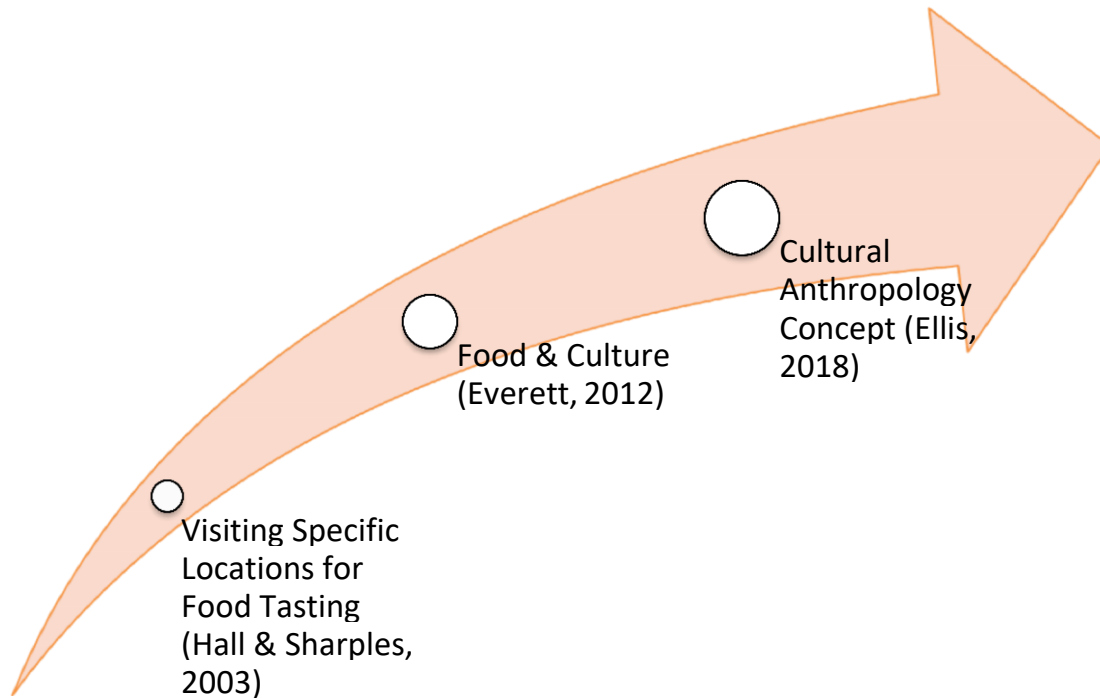 Cultural
Anthropology
Concept (Ellis,
2018)
Food & Culture
(Everett, 2012)
Visiting Specific
Locations for
Food Tasting
(Hall & Sharples,
2003)